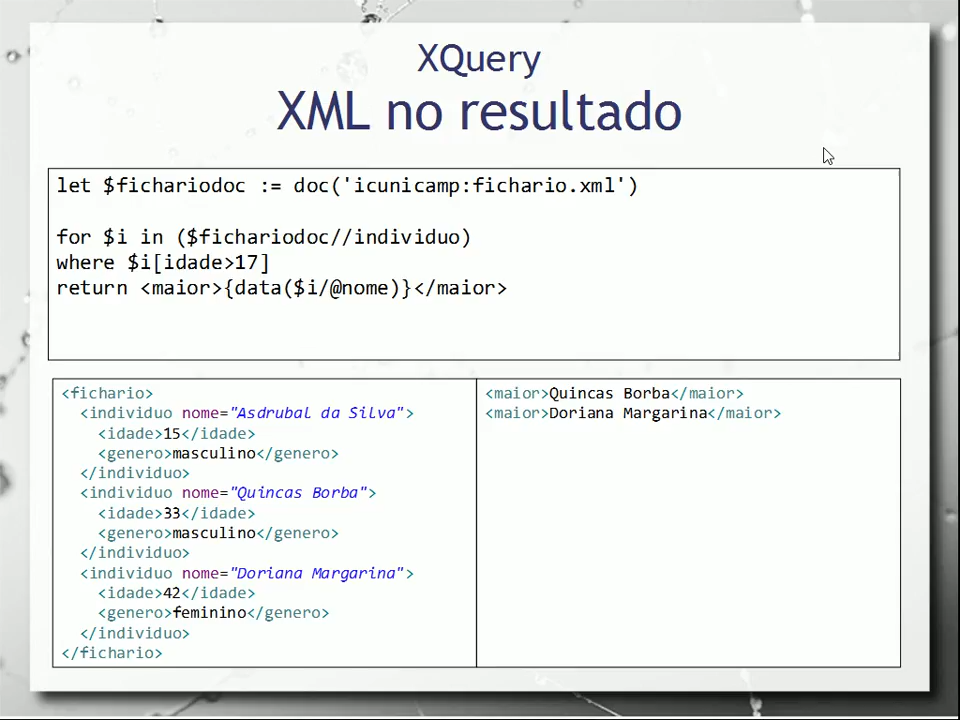 XQuery
XML no resultado
let $fichariodoc := doc('icunicamp:fichario.xml')
for $i in ($fichariodoc//individuo)
where $i[idade>17]
return <maior>{data($i/@nome)}</maior>
<fichario>
<individuo nome="Asdrubal da Silva">
<idade>15</idade>
<genero>masculino</genero>
</individuo>
<individuo nome="Quincas Borba">
<idade>33</idade>
<genero>masculino</genero>
</individuo>
<individuo nome="Doriana Margarina">
<idade>42</idade>
<genero>feminino</genero>
</individuo>
</fichario>
<maior>Quincas Borba</maior>
<maior>Doriana Margarina</maior>